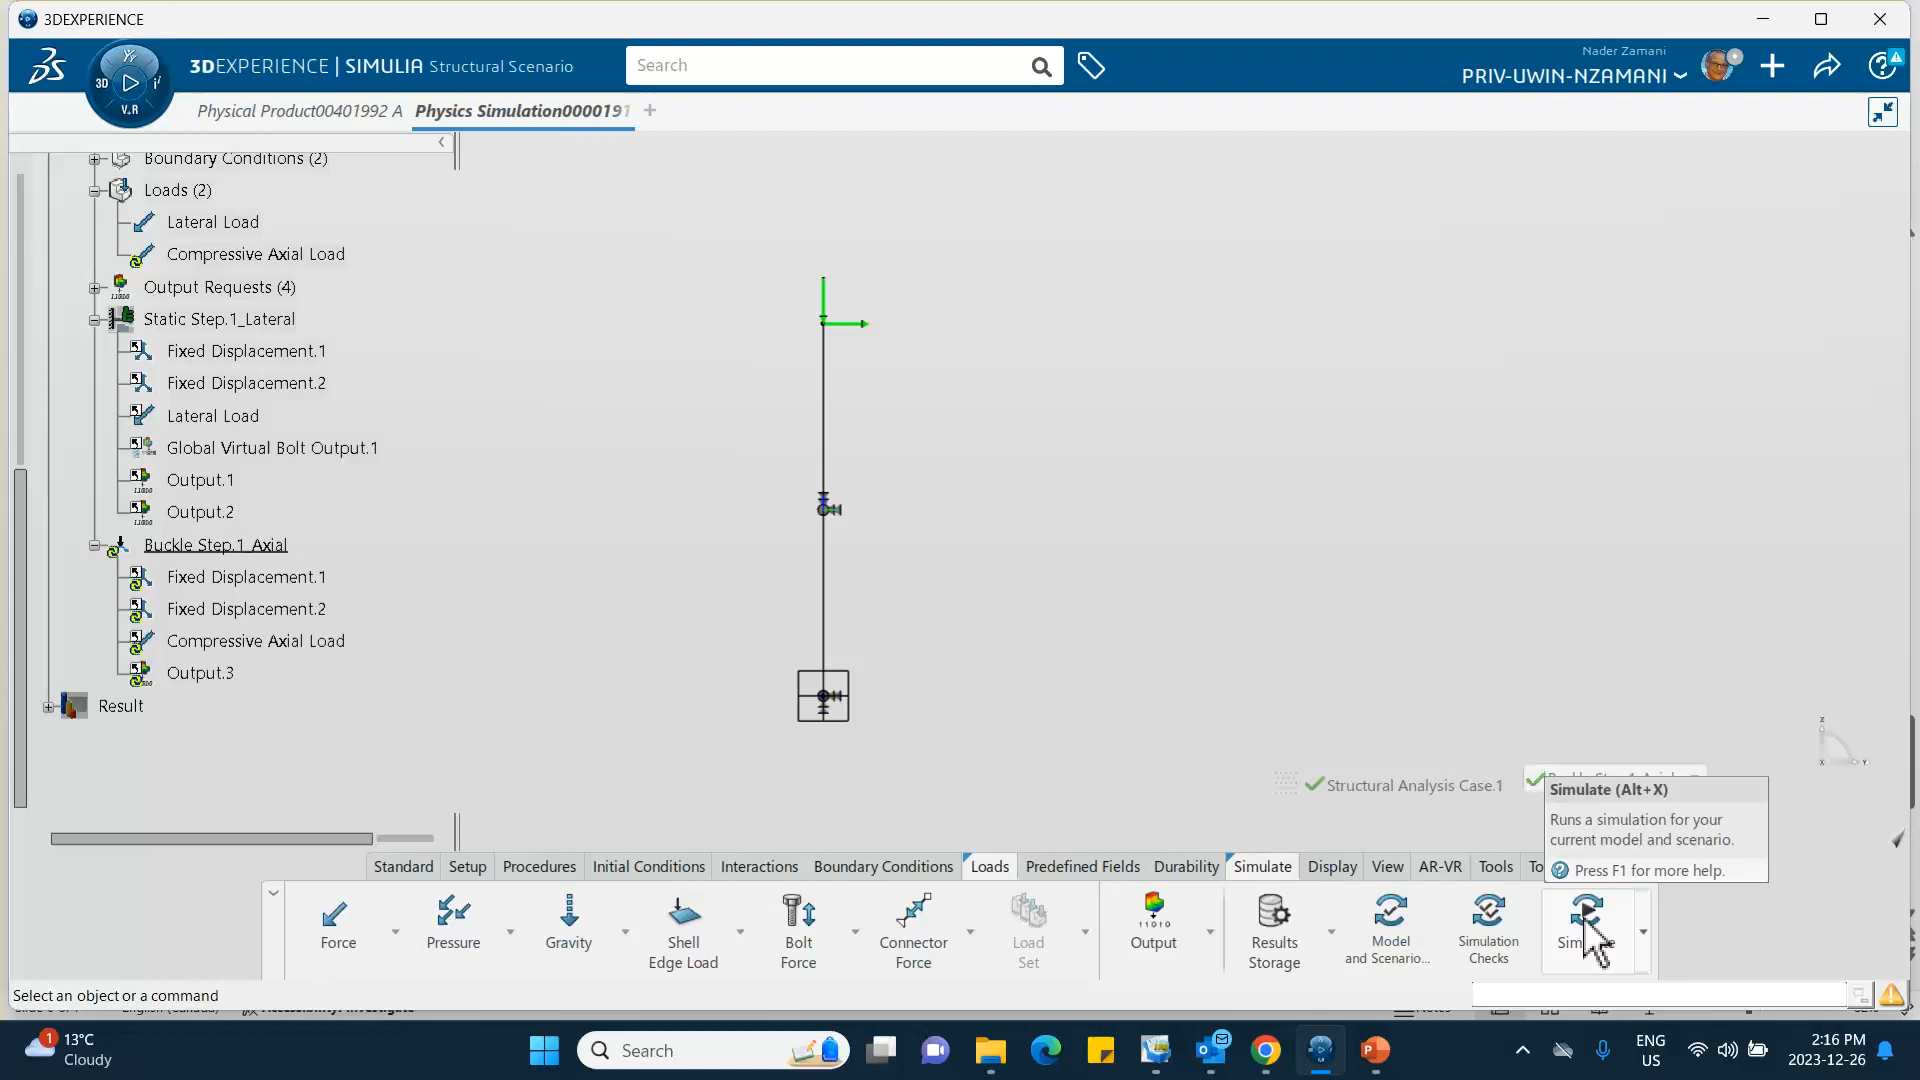 3DEXPERIENCE
3DEXPERIENCE | SIMULIA Structural Scenario
Search
Nader Zamani
PRIV-UWIN-NZAMANI
3D
V.R
Physical Product00401992 A
Physics Simulation0000191
Boundary Conditions (2)
Loads (2)
Lateral Load
Compressive Axial Load
Output Requests (4)
Static Step.1_Lateral
Fixed Displacement.1
Fixed Displacement.2
Lateral Load
Global Virtual Bolt Output.1
Output.1
Output.2
Buckle Step.1_Axial
Fixed Displacement.1
Fixed Displacement.2
Compressive Axial Load
Output.3
Result
Structural Analysis Case.1
Simulate (Alt+X)
Runs a simulation for your
current model and scenario.
Press F1 for more help.
Standard
Setup
Procedures
Initial Conditions
Interactions
Boundary Conditions
Loads
Predefined Fields
Durability
Simulate
Display
View
AR-VR
Tools
Force
Pressure
Gravity
Shell
Edge Load
Bolt
Force
Connector
Force
Load
Set
Output
Results
Storage
Model
and Scenario...
Simulation
Checks
Select an object or a command
13°C
Cloudy
Search
ENG
US
2:16 PM
2023-12-26